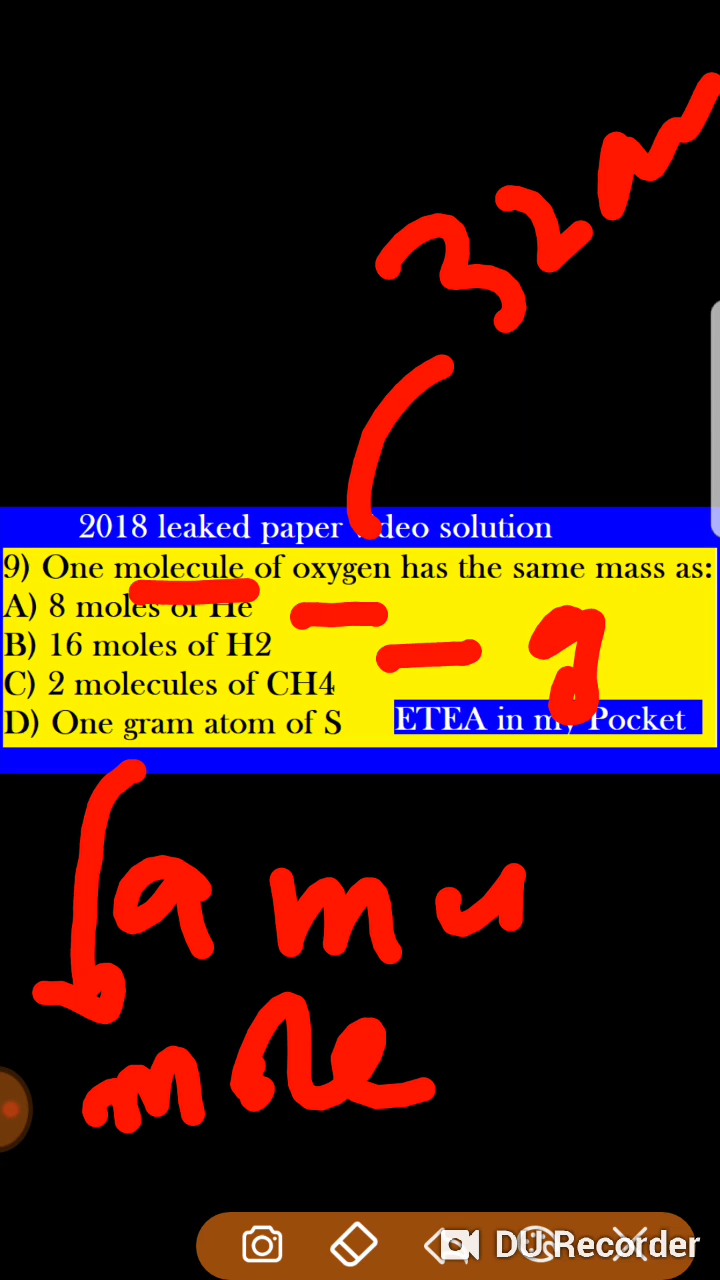 32 m
2018 leaked paper deo solution
9) One molecule of oxygen has the same mass as:
A) 8 moles of He
B) 16 moles of H2
C) 2 molecules of CH4
D) One gram atom of S
g
ETEA in my Pocket
a m u
mole
DU Recorder